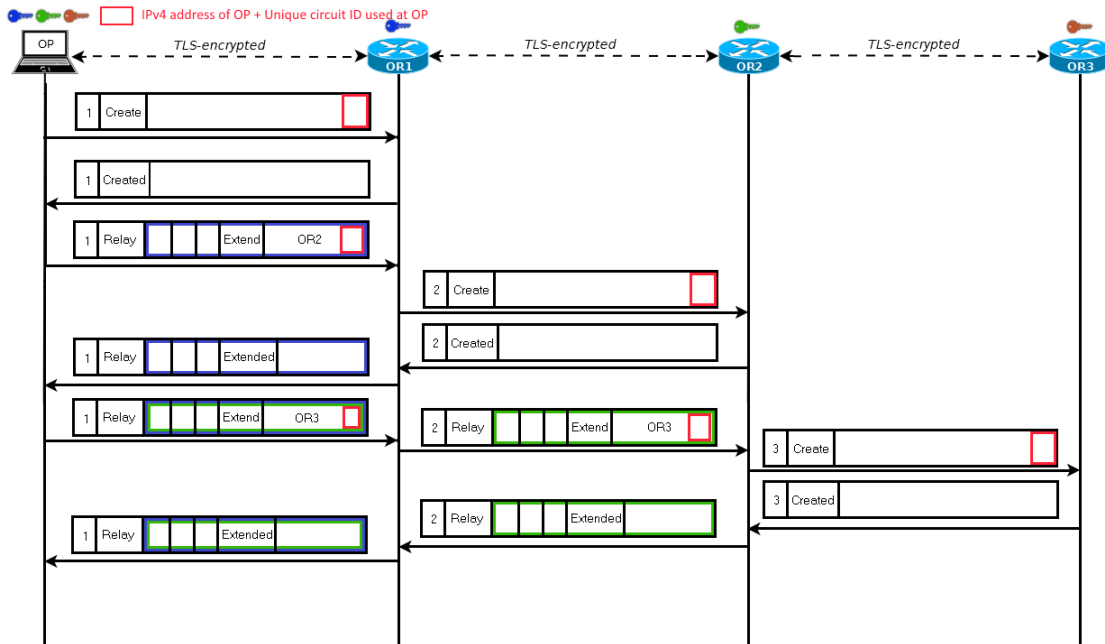 IPv4 address of OP + Unique circuit ID used at OP
OP
TLS-encrypted
OR1
TLS-encrypted
OR2
TLS-encrypted
OR3
1 Create
1 Created
1 Relay Extend OR2
2 Create
2 Created
1 Relay Extended
1 Relay Extend OR3
2 Relay Extend OR3
3 Create
3 Created
2 Relay Extended
1 Relay Extended